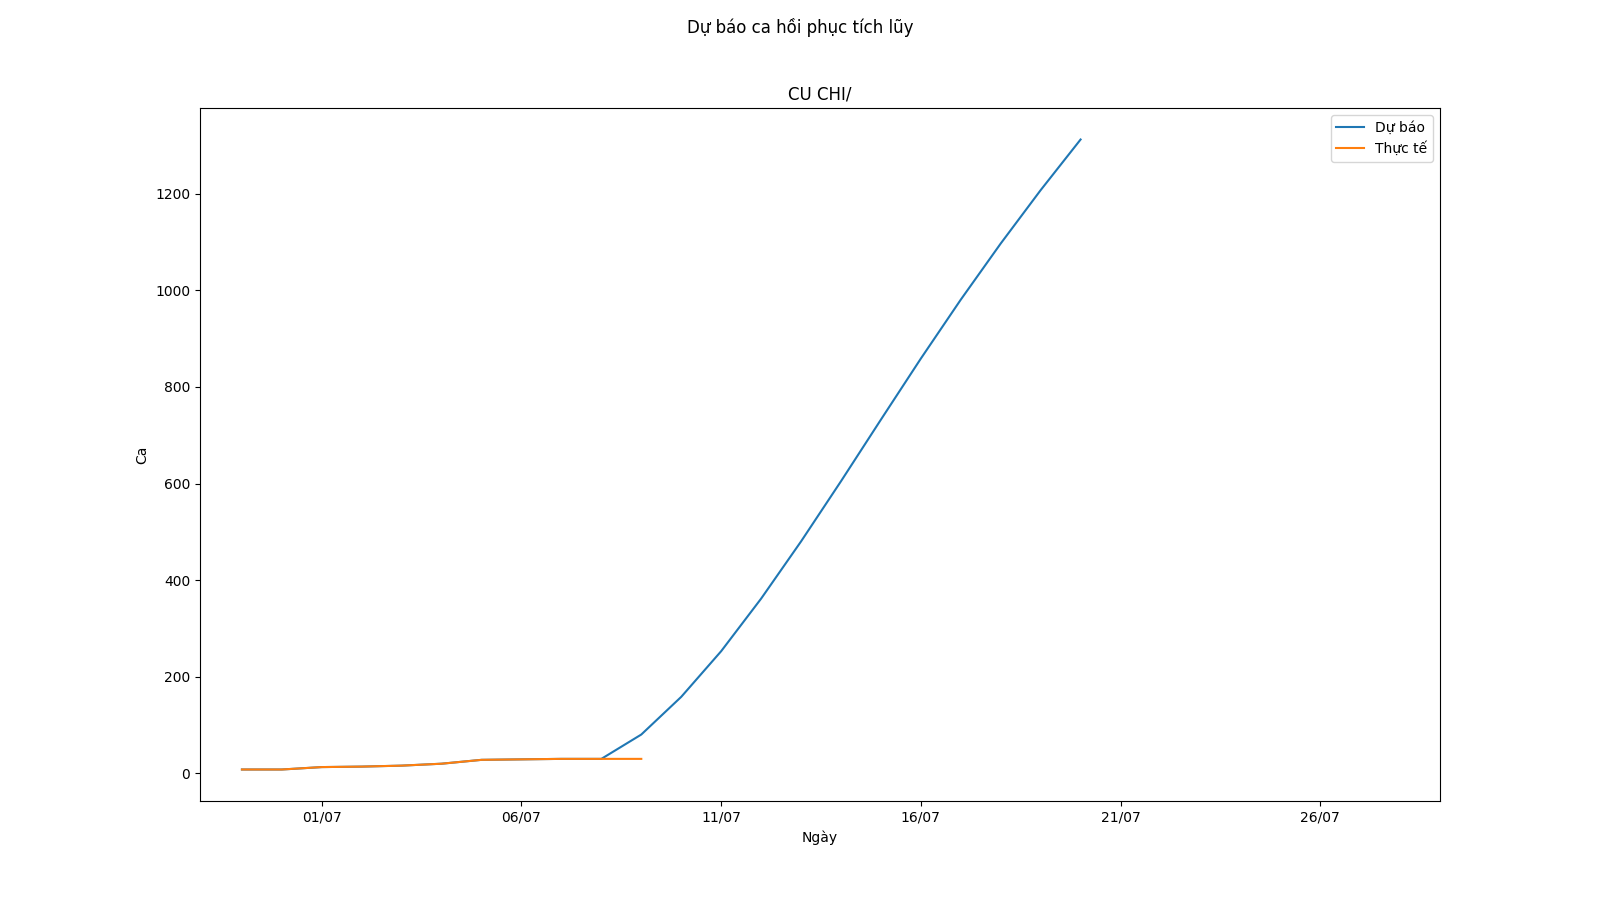 Dự báo ca hồi phục tích lũy
CU CHI/
Dự báo
Thực tế
1200
1000
800
600
400
200
0
Ca
01/07
06/07
11/07
16/07
21/07
26/07
Ngày